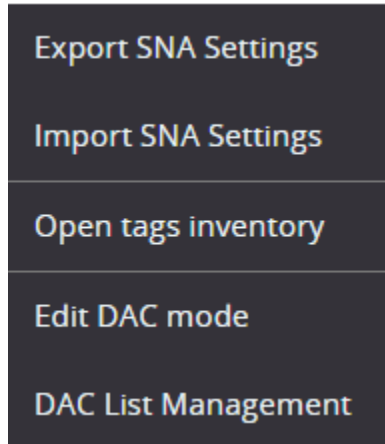 Export SNA Settings
Import SNA Settings
Open tags inventory
Edit DAC mode
DAC List Management